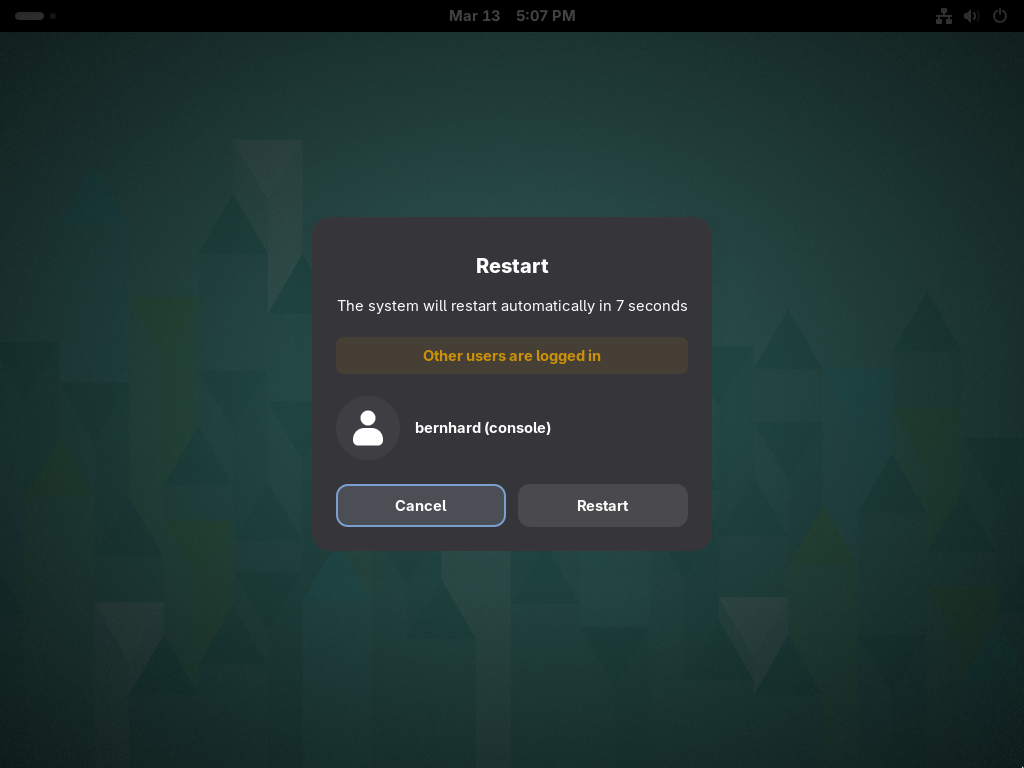 Mar 13 5:07 PM
Restart
The system will restart automatically in 7 seconds
Other users are logged in
bernhard (console)
Cancel Restart